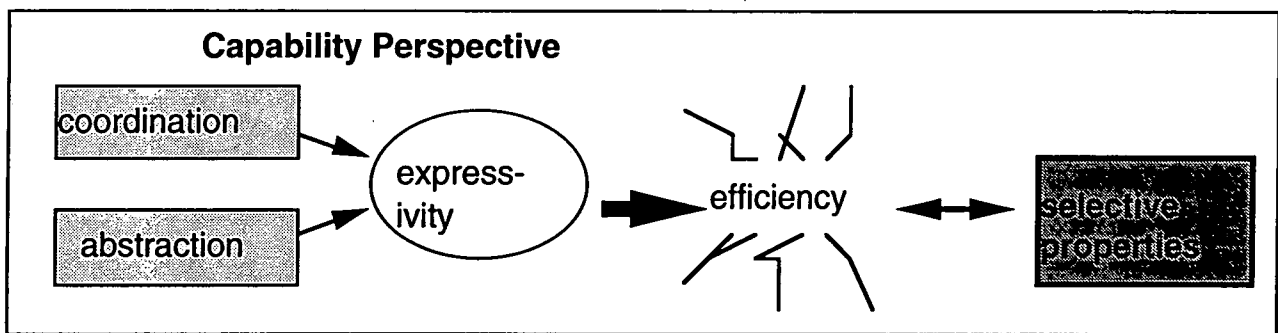 Capability Perspective
coordination
abstraction
express-
ivity
efficiency
selective
properties